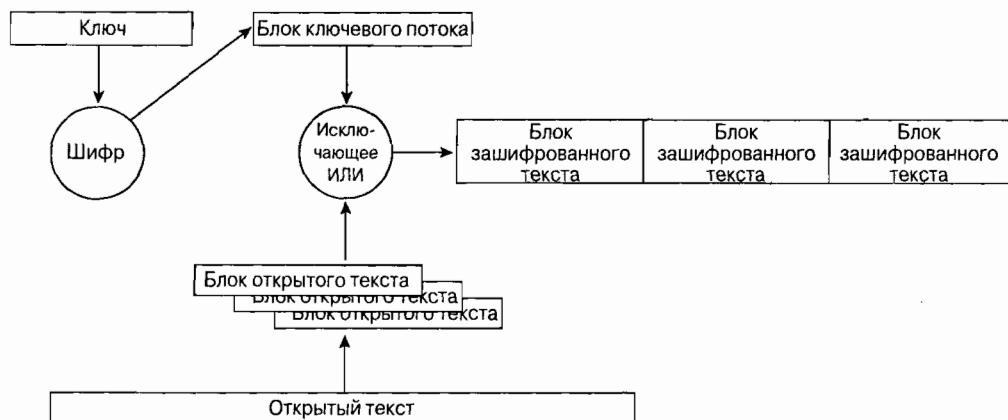 Ключ
Блок ключевого потока
Шифр
Исклю-
чающее
ИЛИ
Блок
зашифрованного
текста
Блок
зашифрованного
текста
Блок
зашифрованного
текста
Блок открытого текста
Блок открытого текста
Блок открытого текста
Открытый текст